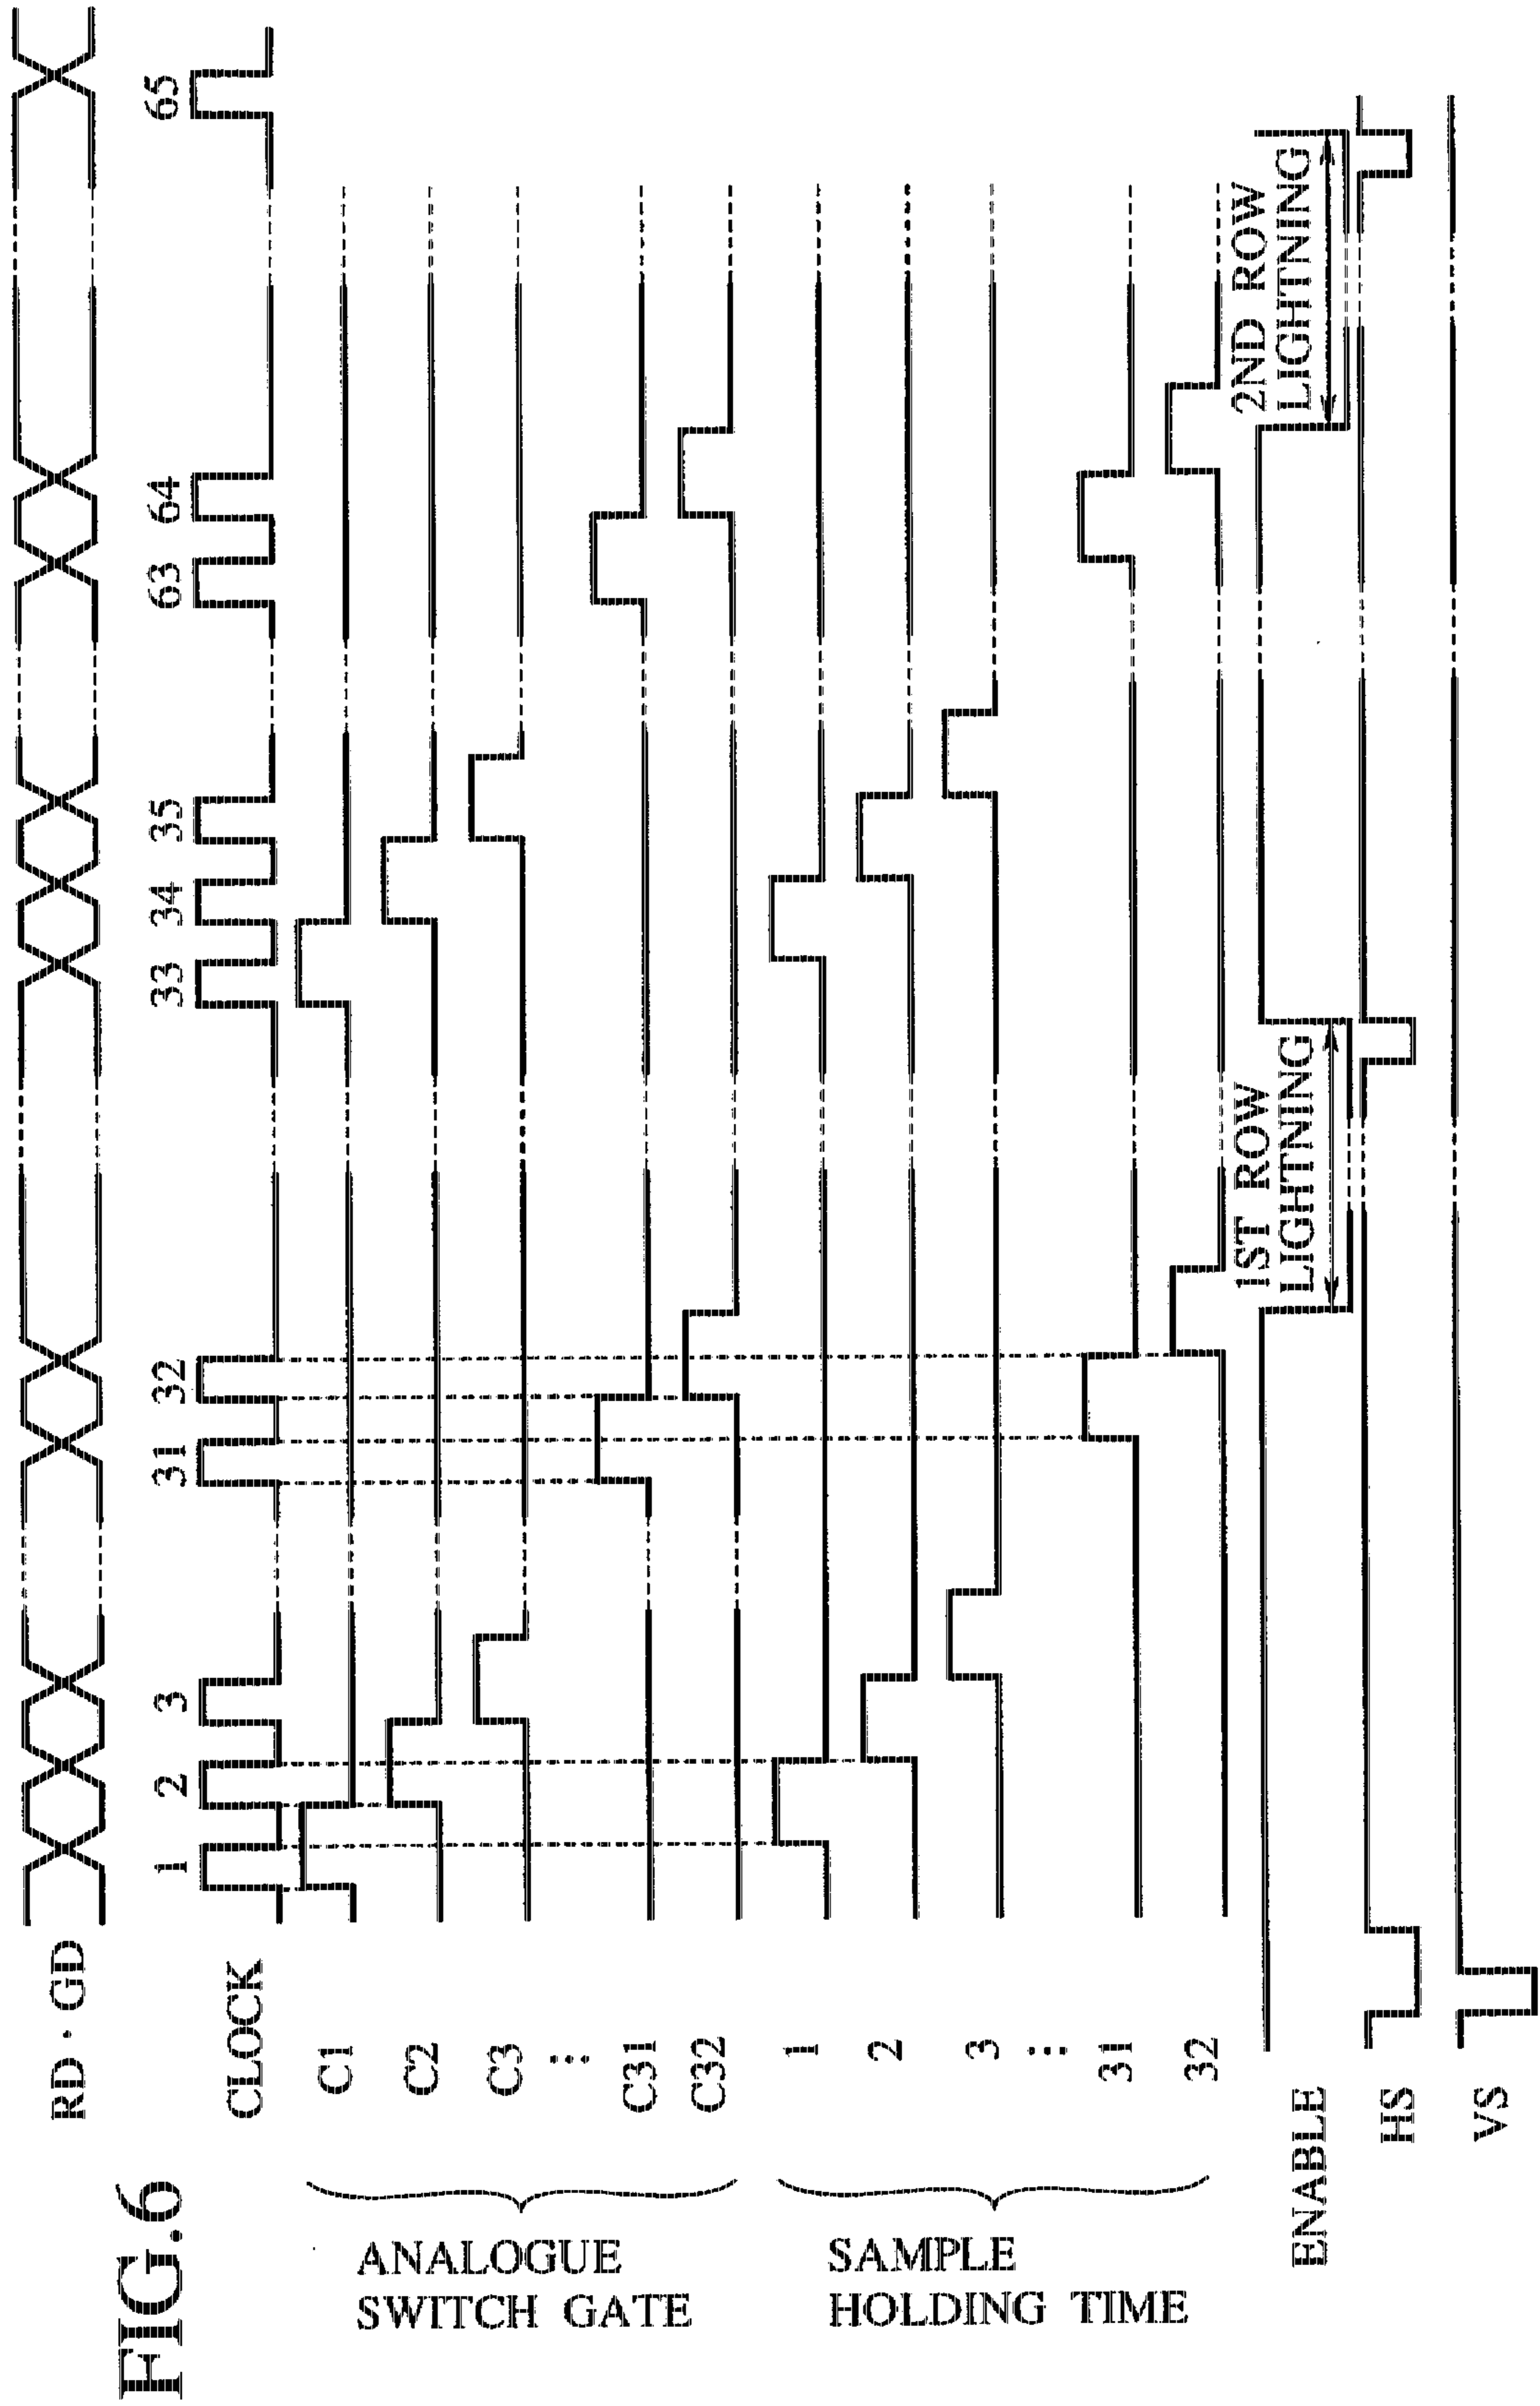 FIG.6
RD · GD
CLOCK
1 2 3 31 32 33 34 35 63 64 65
ANALOGUE
SWITCH GATE
C1
C2
C3
⋮
C31
C32
SAMPLE
HOLDING TIME
1
2
3
⋮
31
32
ENABLE
1ST ROW
LIGHTNING
2ND ROW
LIGHTNING
HS
VS